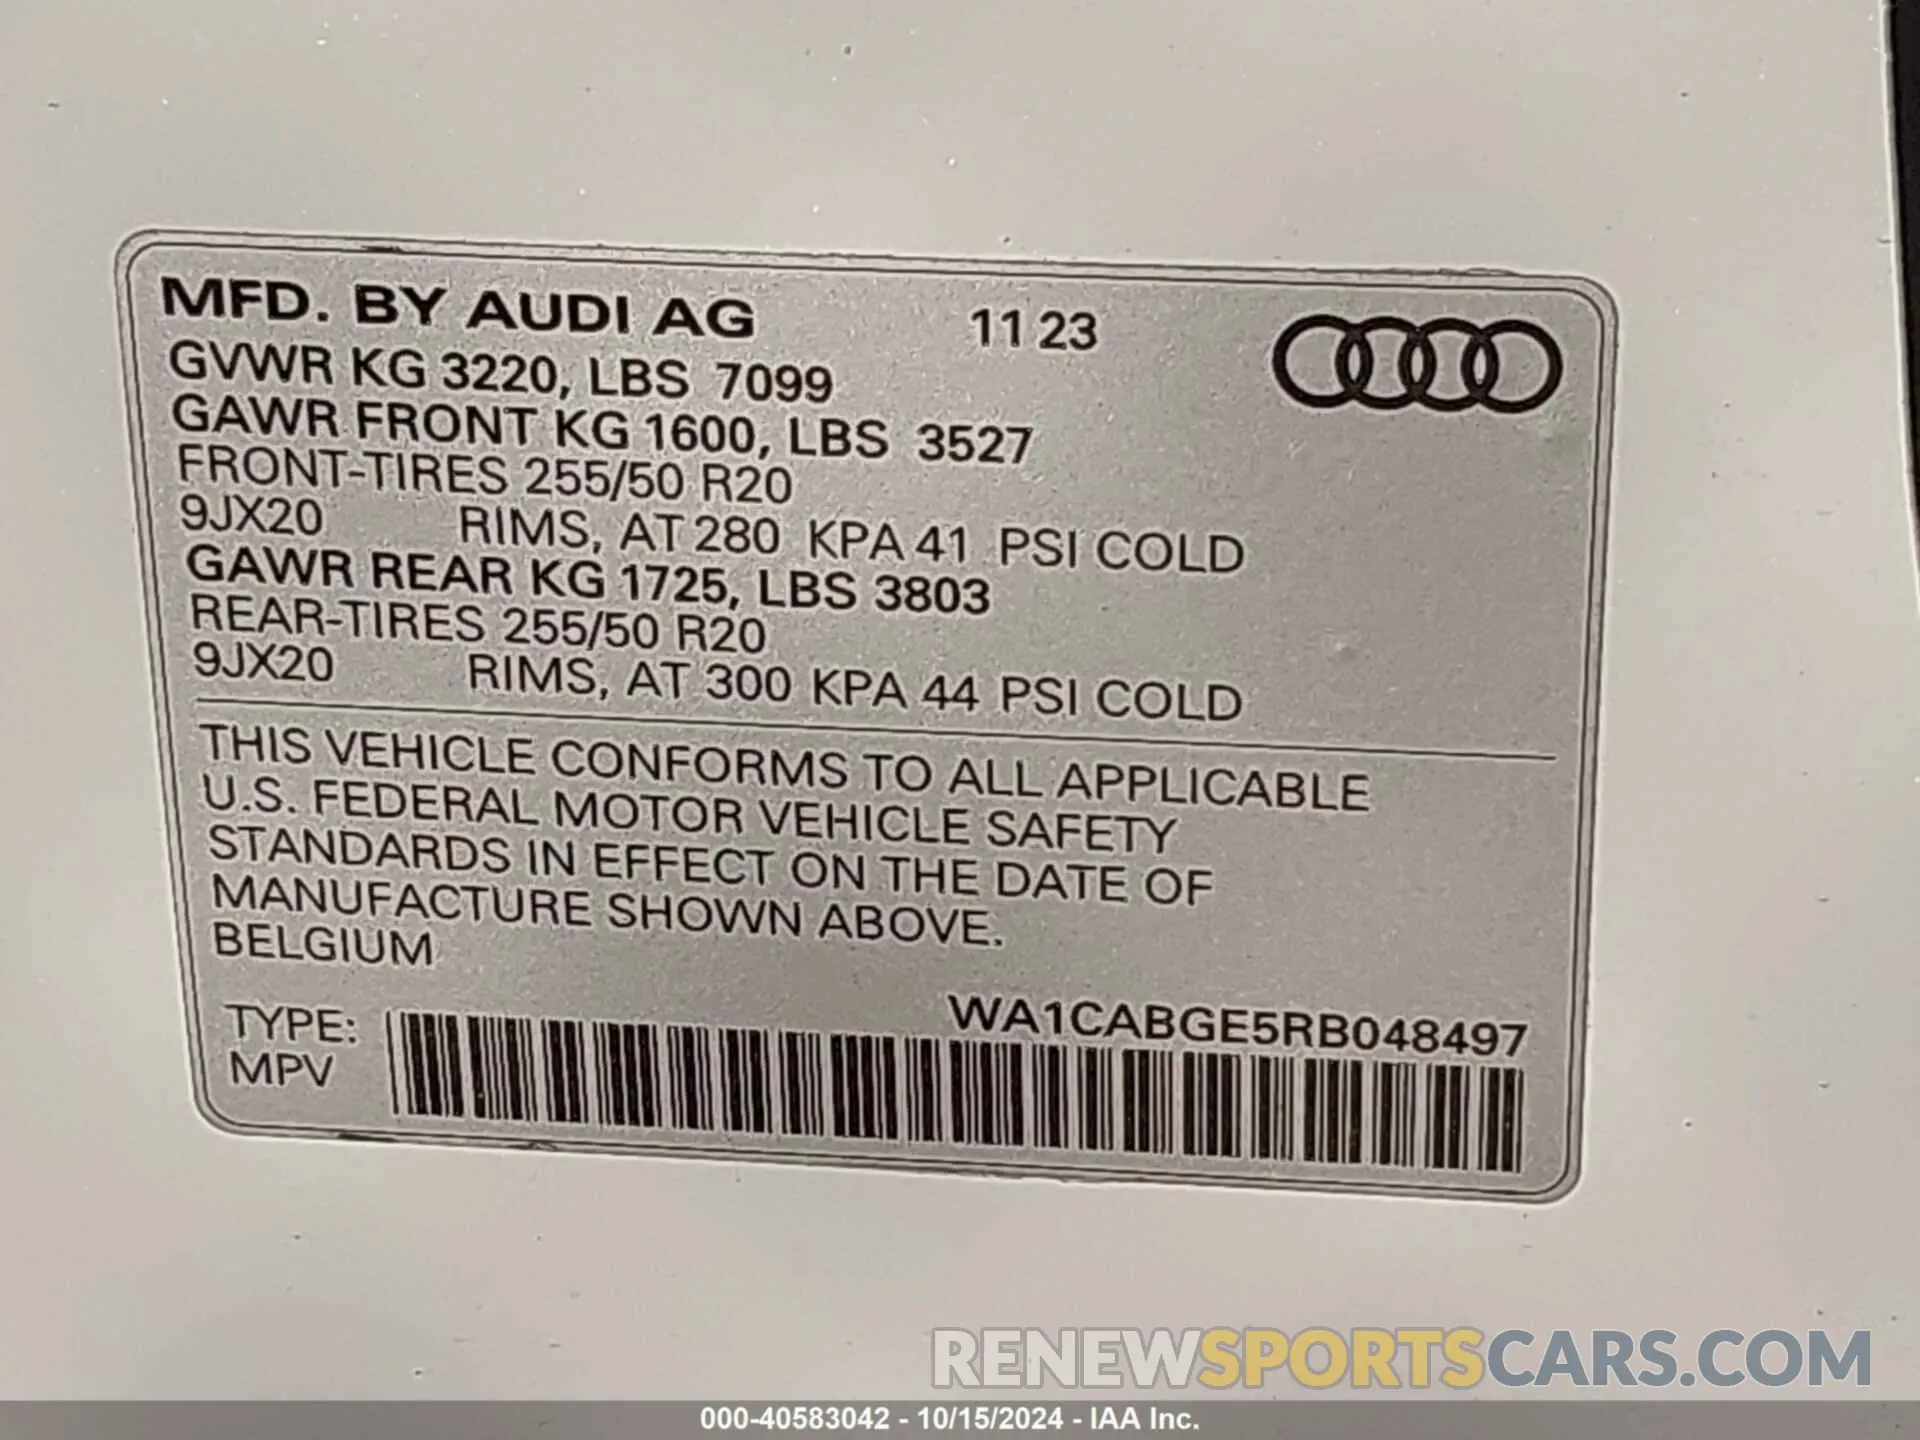 MFD. BY AUDI AG 11 23
GVWR KG 3220, LBS 7099
GAWR FRONT KG 1600, LBS 3527
FRONT-TIRES 255/50 R20
9JX20 RIMS, AT 280 KPA 41 PSI COLD
GAWR REAR KG 1725, LBS 3803
REAR-TIRES 255/50 R20
9JX20 RIMS, AT 300 KPA 44 PSI COLD
THIS VEHICLE CONFORMS TO ALL APPLICABLE
U.S. FEDERAL MOTOR VEHICLE SAFETY
STANDARDS IN EFFECT ON THE DATE OF
MANUFACTURE SHOWN ABOVE.
BELGIUM
WA1CABGE5RB048497
TYPE:
MPV
RENEWSPORTSCARS.COM
000-40583042 - 10/15/2024 - IAA Inc.